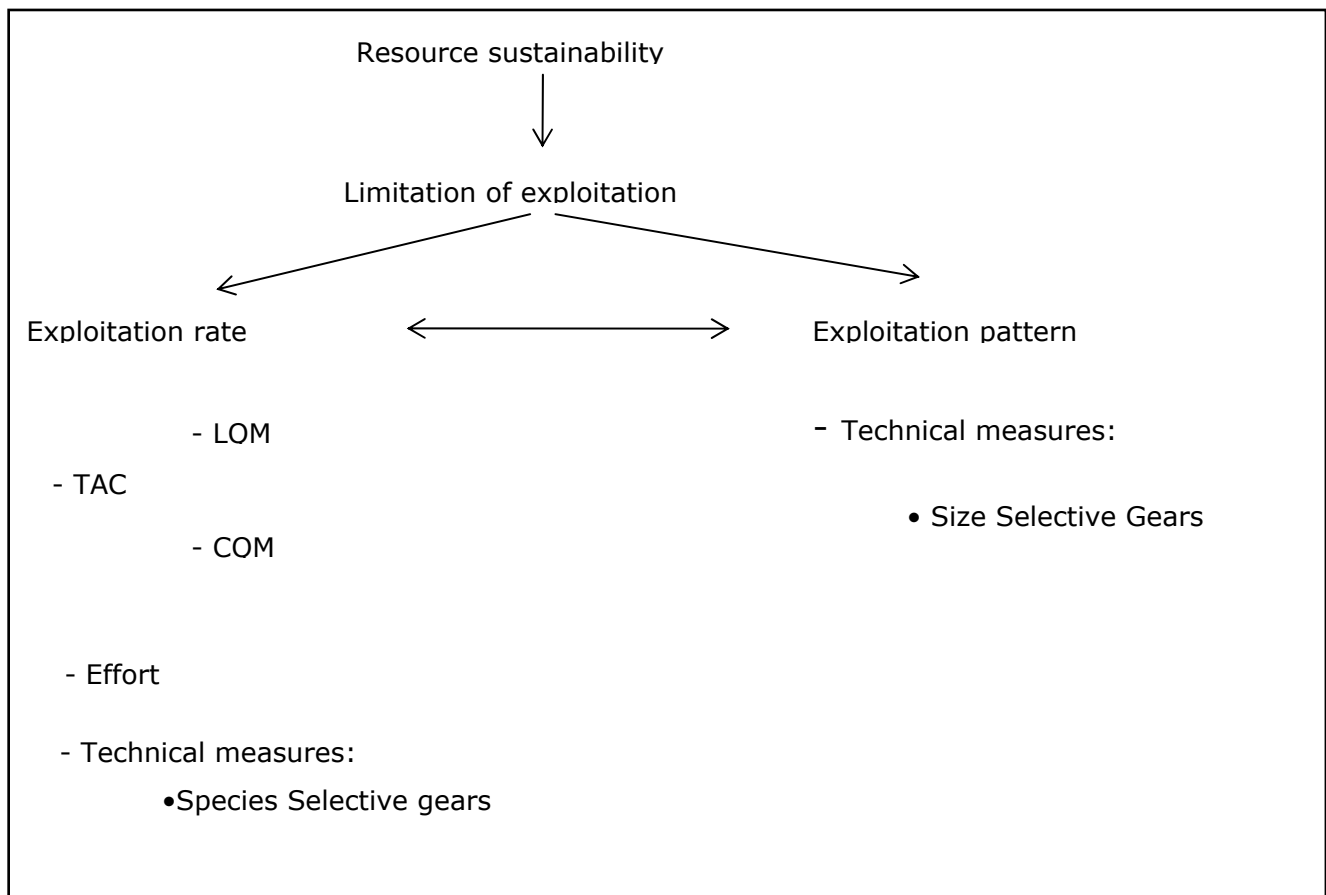 Resource sustainability
Limitation of exploitation
Exploitation rate
Exploitation pattern
- LQM
- TAC
- CQM
- Effort
- Technical measures:
•Species Selective gears
- Technical measures:
• Size Selective Gears